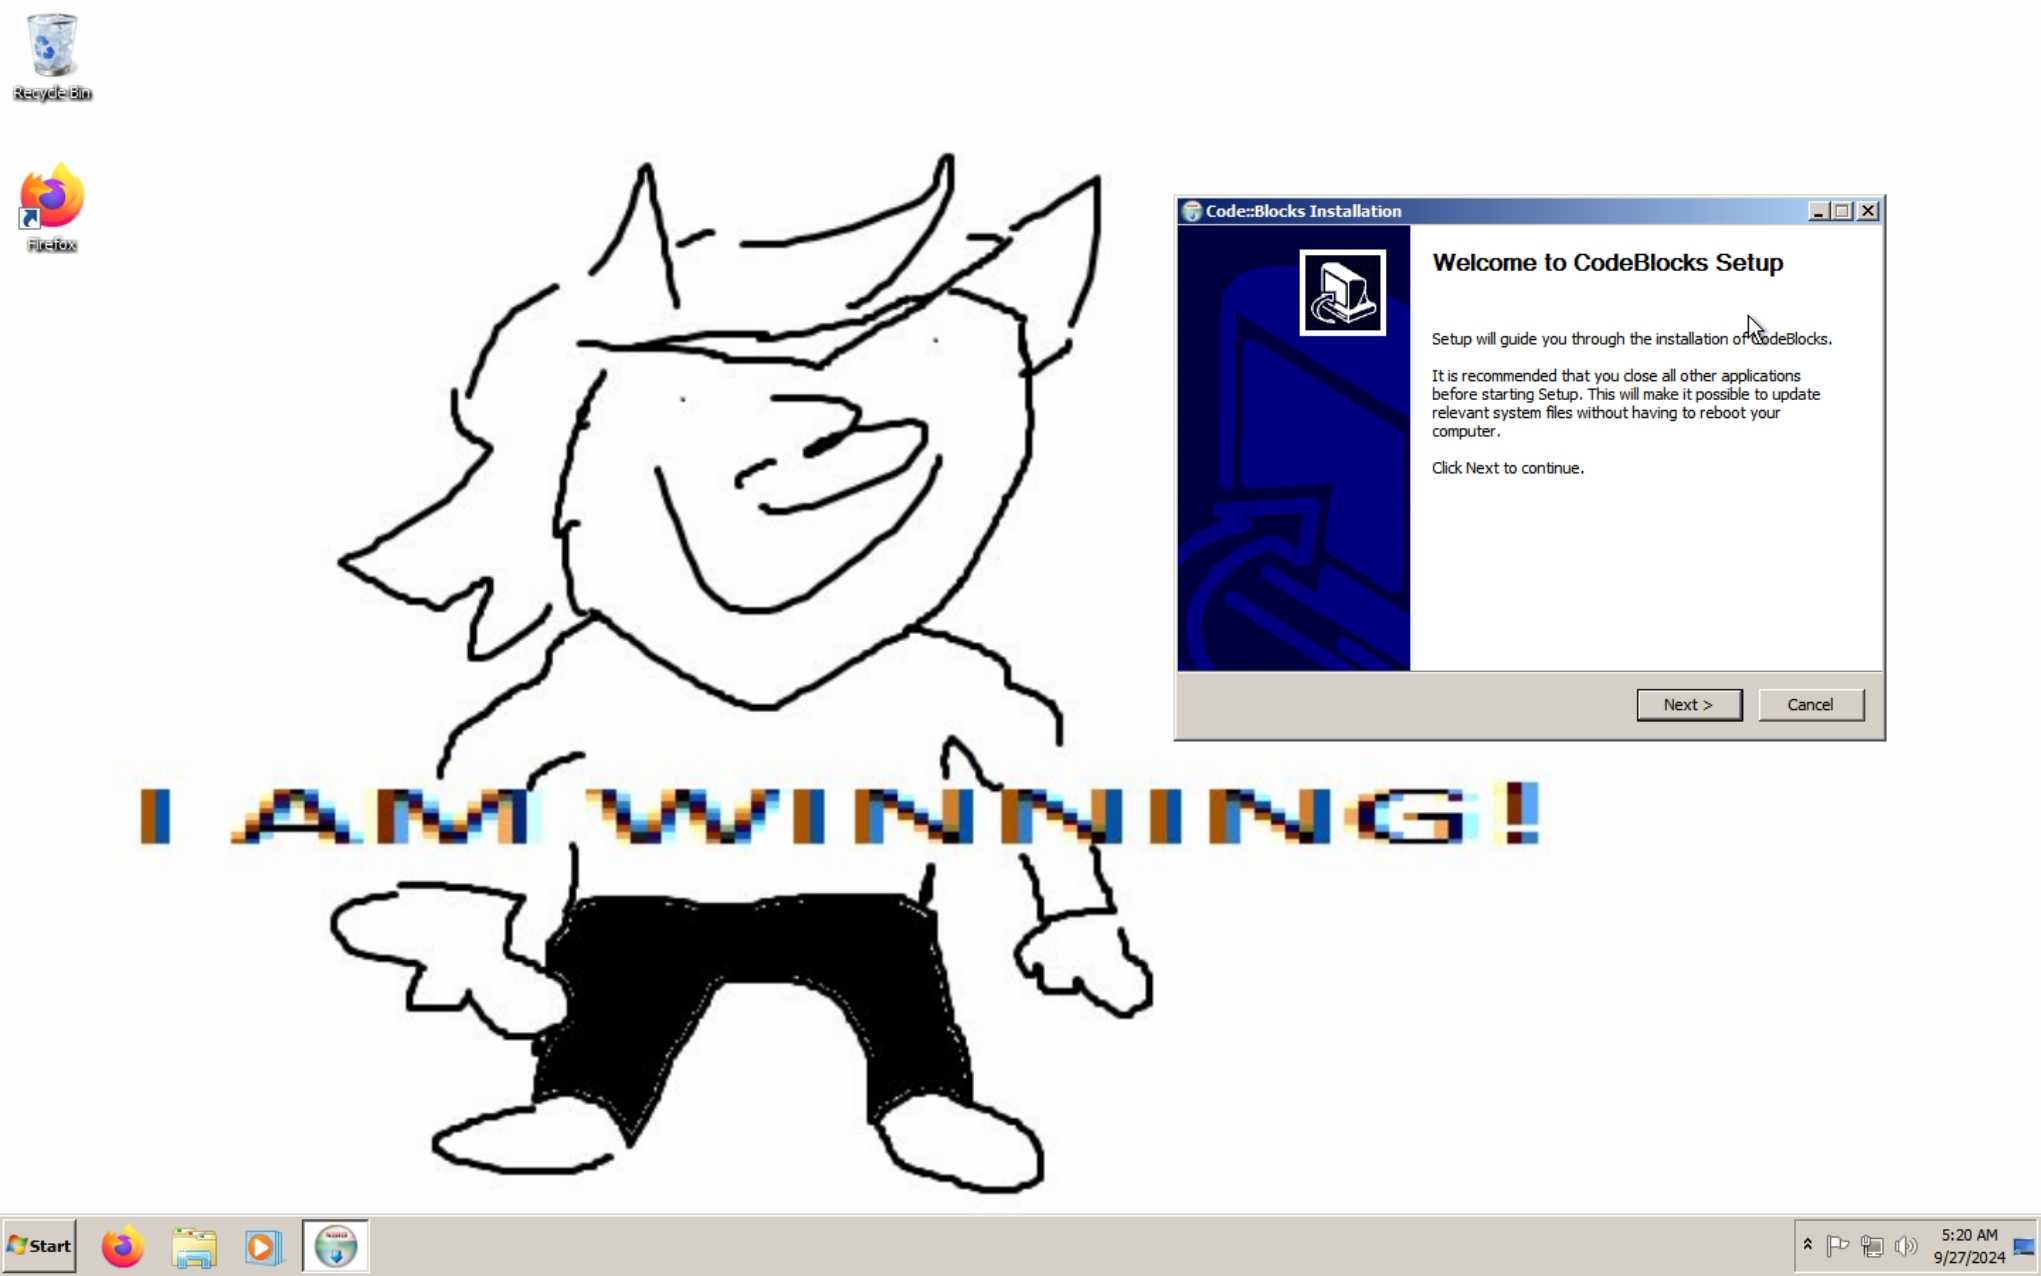 Recycle Bin
Firefox
Code::Blocks Installation
Welcome to CodeBlocks Setup
Setup will guide you through the installation of CodeBlocks.
It is recommended that you close all other applications
before starting Setup. This will make it possible to update
relevant system files without having to reboot your
computer.
Click Next to continue.
Next >
Cancel
I AM WINNING!
Start
5:20 AM
9/27/2024